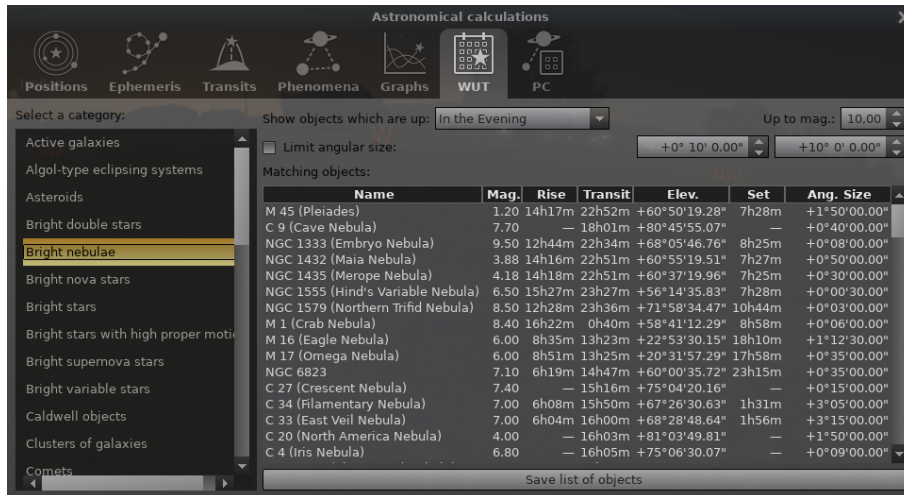 Astronomical calculations
Positions Ephemeris Transits Phenomena Graphs WUT PC
Select a category:
Active galaxies
Algol-type eclipsing systems
Asteroids
Bright double stars
Bright nebulae
Bright nova stars
Bright stars
Bright stars with high proper motic
Bright supernova stars
Bright variable stars
Caldwell objects
Clusters of galaxies
Comets
Show objects which are up: In the Evening Up to mag.: 10,00
Limit angular size: +0° 10' 0.00" +10° 0' 0.00"
Matching objects:
Name Mag. Rise Transit Elev. Set Ang. Size
M 45 (Pleiades) 1.20 14h17m 22h52m +60°50'19.28" 7h28m +1°50'00.00"
C 9 (Cave Nebula) 7.70 — 18h01m +80°45'55.07" — +0°40'00.00"
NGC 1333 (Embryo Nebula) 9.50 12h44m 22h34m +68°05'46.76" 8h25m +0°08'00.00"
NGC 1432 (Maia Nebula) 3.88 14h16m 22h51m +60°55'19.51" 7h27m +0°50'00.00"
NGC 1435 (Merope Nebula) 4.18 14h18m 22h51m +60°37'19.96" 7h25m +0°30'00.00"
NGC 1555 (Hind's Variable Nebula) 6.50 15h27m 23h27m +56°14'35.83" 7h28m +0°00'30.00"
NGC 1579 (Northern Trifid Nebula) 8.50 12h28m 23h36m +71°58'34.47" 10h44m +0°03'00.00"
M 1 (Crab Nebula) 8.40 16h22m 0h40m +58°41'12.29" 8h58m +0°06'00.00"
M 16 (Eagle Nebula) 6.00 8h35m 13h23m +22°53'30.15" 18h10m +1°12'30.00"
M 17 (Omega Nebula) 6.00 8h51m 13h25m +20°31'57.29" 17h58m +0°35'00.00"
NGC 6823 7.10 6h19m 14h47m +60°00'35.72" 23h15m +0°35'00.00"
C 27 (Crescent Nebula) 7.40 — 15h16m +75°04'20.16" — +0°15'00.00"
C 34 (Filamentary Nebula) 7.00 6h08m 15h50m +67°26'30.63" 1h31m +3°05'00.00"
C 33 (East Veil Nebula) 7.00 6h04m 16h00m +68°28'48.64" 1h56m +3°15'00.00"
C 20 (North America Nebula) 4.00 — 16h03m +81°03'49.81" — +1°50'00.00"
C 4 (Iris Nebula) 6.80 — 16h05m +75°06'30.07" — +0°09'00.00"
Save list of objects